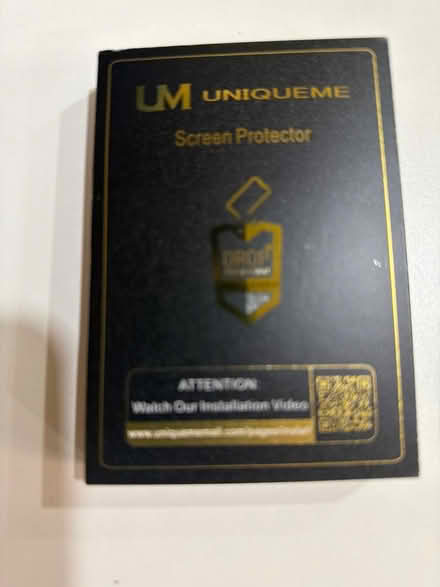 UM UNIQUEME
Screen Protector
DROP
ATTENTION
Watch Our Installation Video